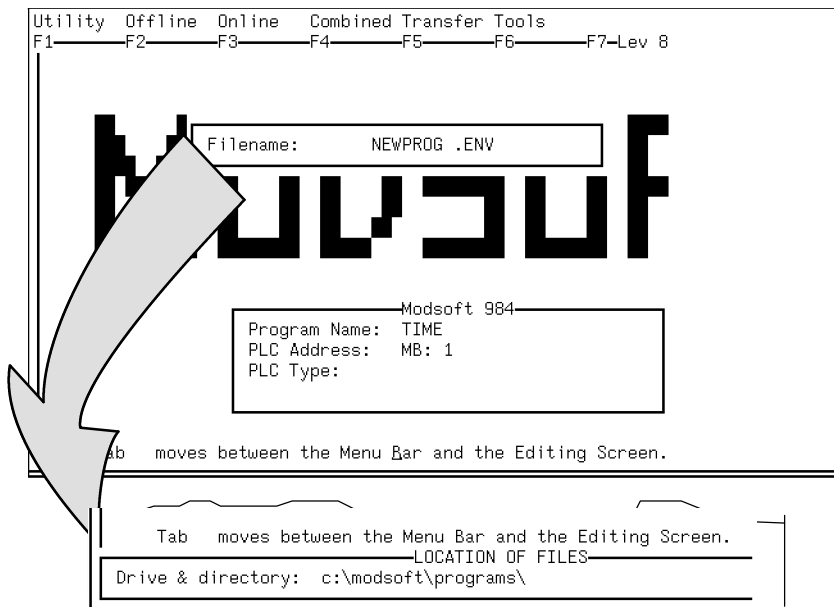 Utility Offline Online Combined Transfer Tools
F1 F2 F3 F4 F5 F6 F7 Lev 8
Filename: NEWPROG .ENV
Modsoft 984
Program Name: TIME
PLC Address: MB: 1
PLC Type:
moves between the Menu Bar and the Editing Screen.
Tab moves between the Menu Bar and the Editing Screen.
LOCATION OF FILES
Drive & directory: c:\modsoft\programs\